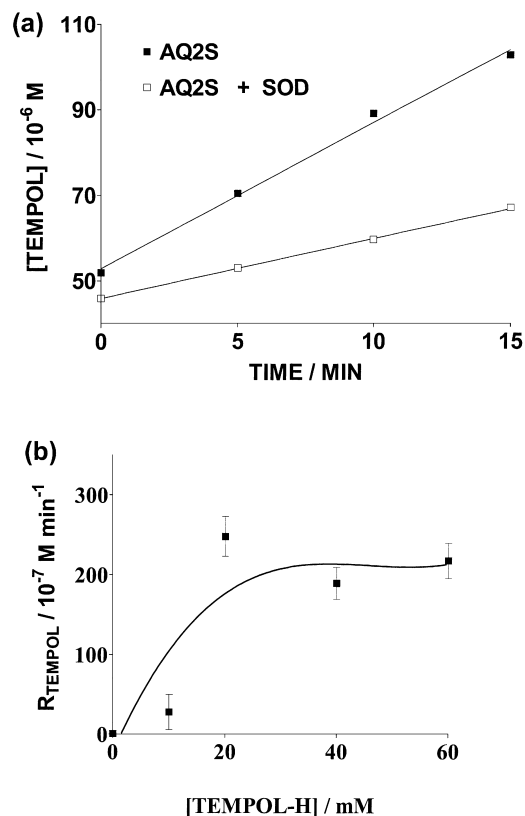 (a)
110
90
70
50
[TEMPOL] / 10⁻⁶ M
AQ2S
AQ2S + SOD
0 5 10 15
TIME / MIN
(b)
300
200
100
0
R_TEMPOL / 10⁻⁷ M min⁻¹
0 20 40 60
[TEMPOL-H] / mM